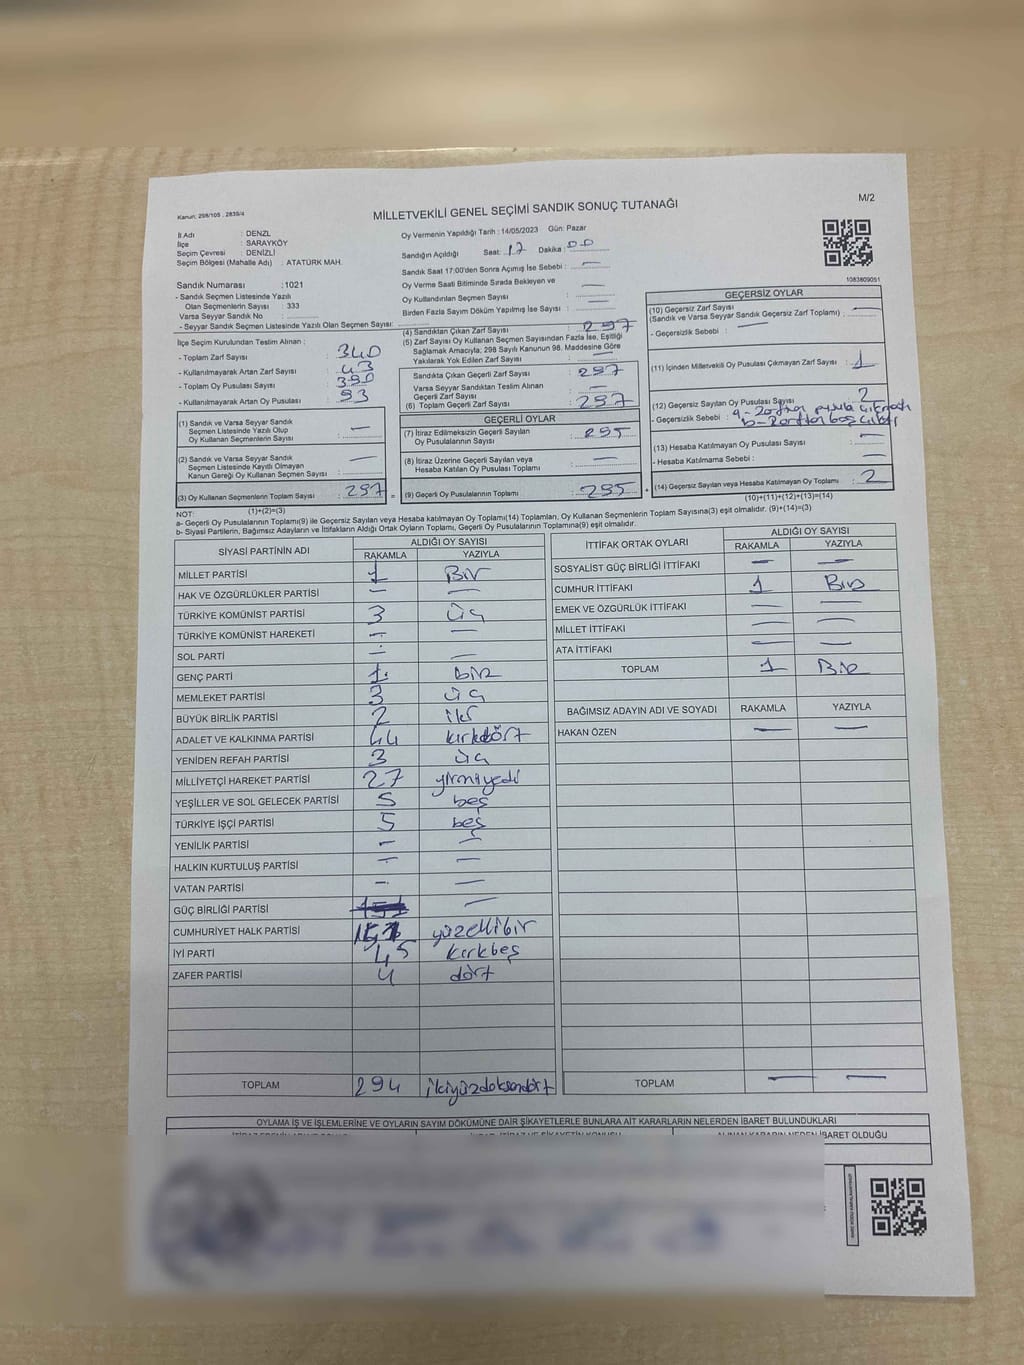 Kanun: 298/105 , 2839/4
MİLLETVEKİLİ GENEL SEÇİMİ SANDIK SONUÇ TUTANAĞI
M/2
İl Adı : DENZL
İlçe : SARAYKÖY
Seçim Çevresi : DENİZLİ
Seçim Bölgesi (Mahalle Adı) : ATATÜRK MAH.
Sandık Numarası : 1021
- Sandık Seçmen Listesinde Yazılı
Olan Seçmenlerin Sayısı : 333
Varsa Seyyar Sandık No :
- Seyyar Sandık Seçmen Listesinde Yazılı Olan Seçmen Sayısı:
İlçe Seçim Kurulundan Teslim Alınan :
- Toplam Zarf Sayısı : 340
- Kullanılmayarak Artan Zarf Sayısı : 43
- Toplam Oy Pusulası Sayısı :
- Kullanılmayarak Artan Oy Pusulası : 93
Oy Vermenin Yapıldığı Tarih : 14/05/2023 Gün: Pazar
Sandığın Açıldığı Saat: 17 Dakika : 00
Sandık Saat 17:00'den Sonra Açımış İse Sebebi : —
Oy Verme Saati Bitiminde Sırada Bekleyen ve
Oy Kullandırılan Seçmen Sayısı : —
Birden Fazla Sayım Döküm Yapılmış İse Sayısı : —
(4) Sandıktan Çıkan Zarf Sayısı : 297
(5) Zarf Sayısı Oy Kullanan Seçmen Sayısından Fazla İse, Eşitliği
Sağlamak Amacıyla, 298 Sayılı Kanunun 98. Maddesine Göre
Yakılarak Yok Edilen Zarf Sayısı : —
Sandıkta Çıkan Geçerli Zarf Sayısı : 297
Varsa Seyyar Sandıktan Teslim Alınan
Geçerli Zarf Sayısı : —
(6) Toplam Geçerli Zarf Sayısı : 297
1083809051
GEÇERSİZ OYLAR
(10) Geçersiz Zarf Sayısı
(Sandık ve Varsa Seyyar Sandık Geçersiz Zarf Toplamı) : —
- Geçersizlik Sebebi : —
(11) İçinden Milletvekili Oy Pusulası Çıkmayan Zarf Sayısı : 1
(12) Geçersiz Sayılan Oy Pusulası Sayısı : 2
- Geçersizlik Sebebi : a- Zarftan pusula çıkmadı
b- Zarftan boş çıktı
(13) Hesaba Katılmayan Oy Pusulası Sayısı : —
- Hesaba Katılmama Sebebi : —
(14) Geçersiz Sayılan veya Hesaba Katılmayan Oy Toplamı : 2
(10)+(11)+(12)+(13)=(14)
(1) Sandık ve Varsa Seyyar Sandık
Seçmen Listesinde Yazılı Olup
Oy Kullanan Seçmenlerin Sayısı : —
(2) Sandık ve Varsa Seyyar Sandık
Seçmen Listesinde Kayıtlı Olmayan
Kanun Gereği Oy Kullanan Seçmen Sayısı : —
(3) Oy Kullanan Seçmenlerin Toplam Sayısı : 297 =
(1)+(2)=(3)
GEÇERLİ OYLAR
(7) İtiraz Edilmeksizin Geçerli Sayılan
Oy Pusulalarının Sayısı : 295
(8) İtiraz Üzerine Geçerli Sayılan veya
Hesaba Katılan Oy Pusulası Toplamı : —
(9) Geçerli Oy Pusulalarının Toplamı : 295 +
NOT:
a- Geçerli Oy Pusulalarının Toplamı(9) ile Geçersiz Sayılan veya Hesaba katılmayan Oy Toplamı(14) Toplamları, Oy Kullanan Seçmenlerin Toplam Sayısına(3) eşit olmalıdır. (9)+(14)=(3)
b- Siyasi Partilerin, Bağımsız Adayların ve İttifakların Aldığı Ortak Oyların Toplamı, Geçerli Oy Pusulalarının Toplamına(9) eşit olmalıdır.
SİYASİ PARTİNİN ADI ALDIĞI OY SAYISI
RAKAMLA YAZIYLA
MİLLET PARTİSİ 1 Bir
HAK VE ÖZGÜRLÜKLER PARTİSİ — —
TÜRKİYE KOMÜNİST PARTİSİ 3 üç
TÜRKİYE KOMÜNİST HAREKETİ — —
SOL PARTİ — —
GENÇ PARTİ 1 bir
MEMLEKET PARTİSİ 3 üç
BÜYÜK BİRLİK PARTİSİ 2 iki
ADALET VE KALKINMA PARTİSİ 44 kırkdört
YENİDEN REFAH PARTİSİ 3 üç
MİLLİYETÇİ HAREKET PARTİSİ 27 yirmiyedi
YEŞİLLER VE SOL GELECEK PARTİSİ 5 beş
TÜRKİYE İŞÇİ PARTİSİ 5 beş
YENİLİK PARTİSİ — —
HALKIN KURTULUŞ PARTİSİ — —
VATAN PARTİSİ — —
GÜÇ BİRLİĞİ PARTİSİ —
CUMHURİYET HALK PARTİSİ 151 yüzellibir
İYİ PARTİ 45 kırkbeş
ZAFER PARTİSİ 4 dört
TOPLAM 294 ikiyüzdoksandört
İTTİFAK ORTAK OYLARI ALDIĞI OY SAYISI
RAKAMLA YAZIYLA
SOSYALİST GÜÇ BİRLİĞİ İTTİFAKI — —
CUMHUR İTTİFAKI 1 Bir
EMEK VE ÖZGÜRLÜK İTTİFAKI — —
MİLLET İTTİFAKI — —
ATA İTTİFAKI — —
TOPLAM 1 Bir
BAĞIMSIZ ADAYIN ADI VE SOYADI RAKAMLA YAZIYLA
HAKAN ÖZEN — —
TOPLAM — —
OYLAMA İŞ VE İŞLEMLERİNE VE OYLARIN SAYIM DÖKÜMÜNE DAİR ŞİKAYETLERLE BUNLARA AİT KARARLARIN NELERDEN İBARET BULUNDUKLARI
ALINAN KARARIN NEDEN İBARET OLDUĞU